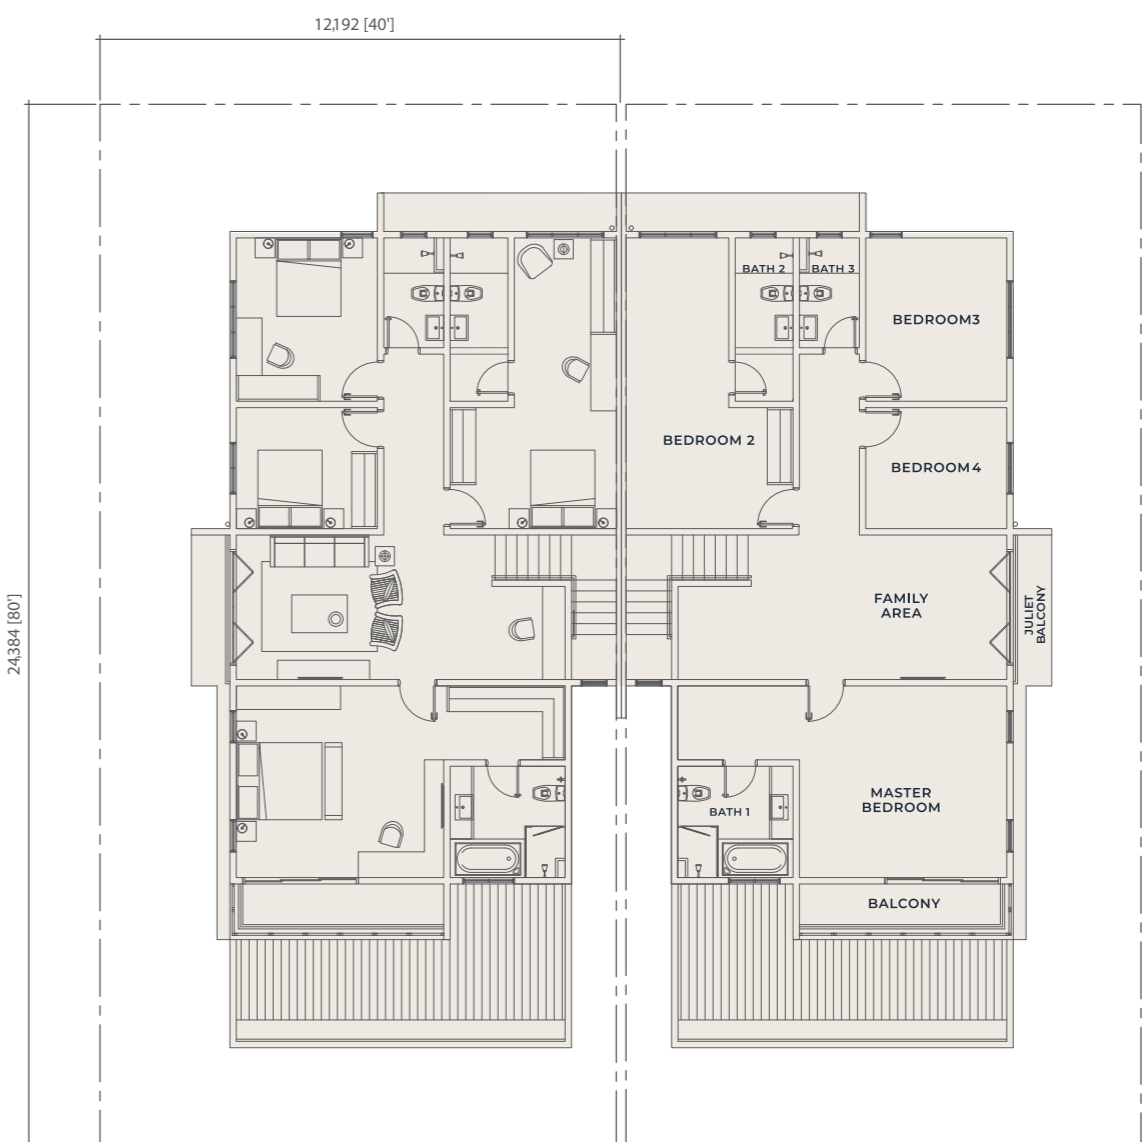 12,192 [40']
BATH 2
BATH 3
BEDROOM3
BEDROOM 2
BEDROOM 4
24,384 [80']
FAMILY
AREA
JULIET
BALCONY
MASTER
BEDROOM
BATH 1
BALCONY